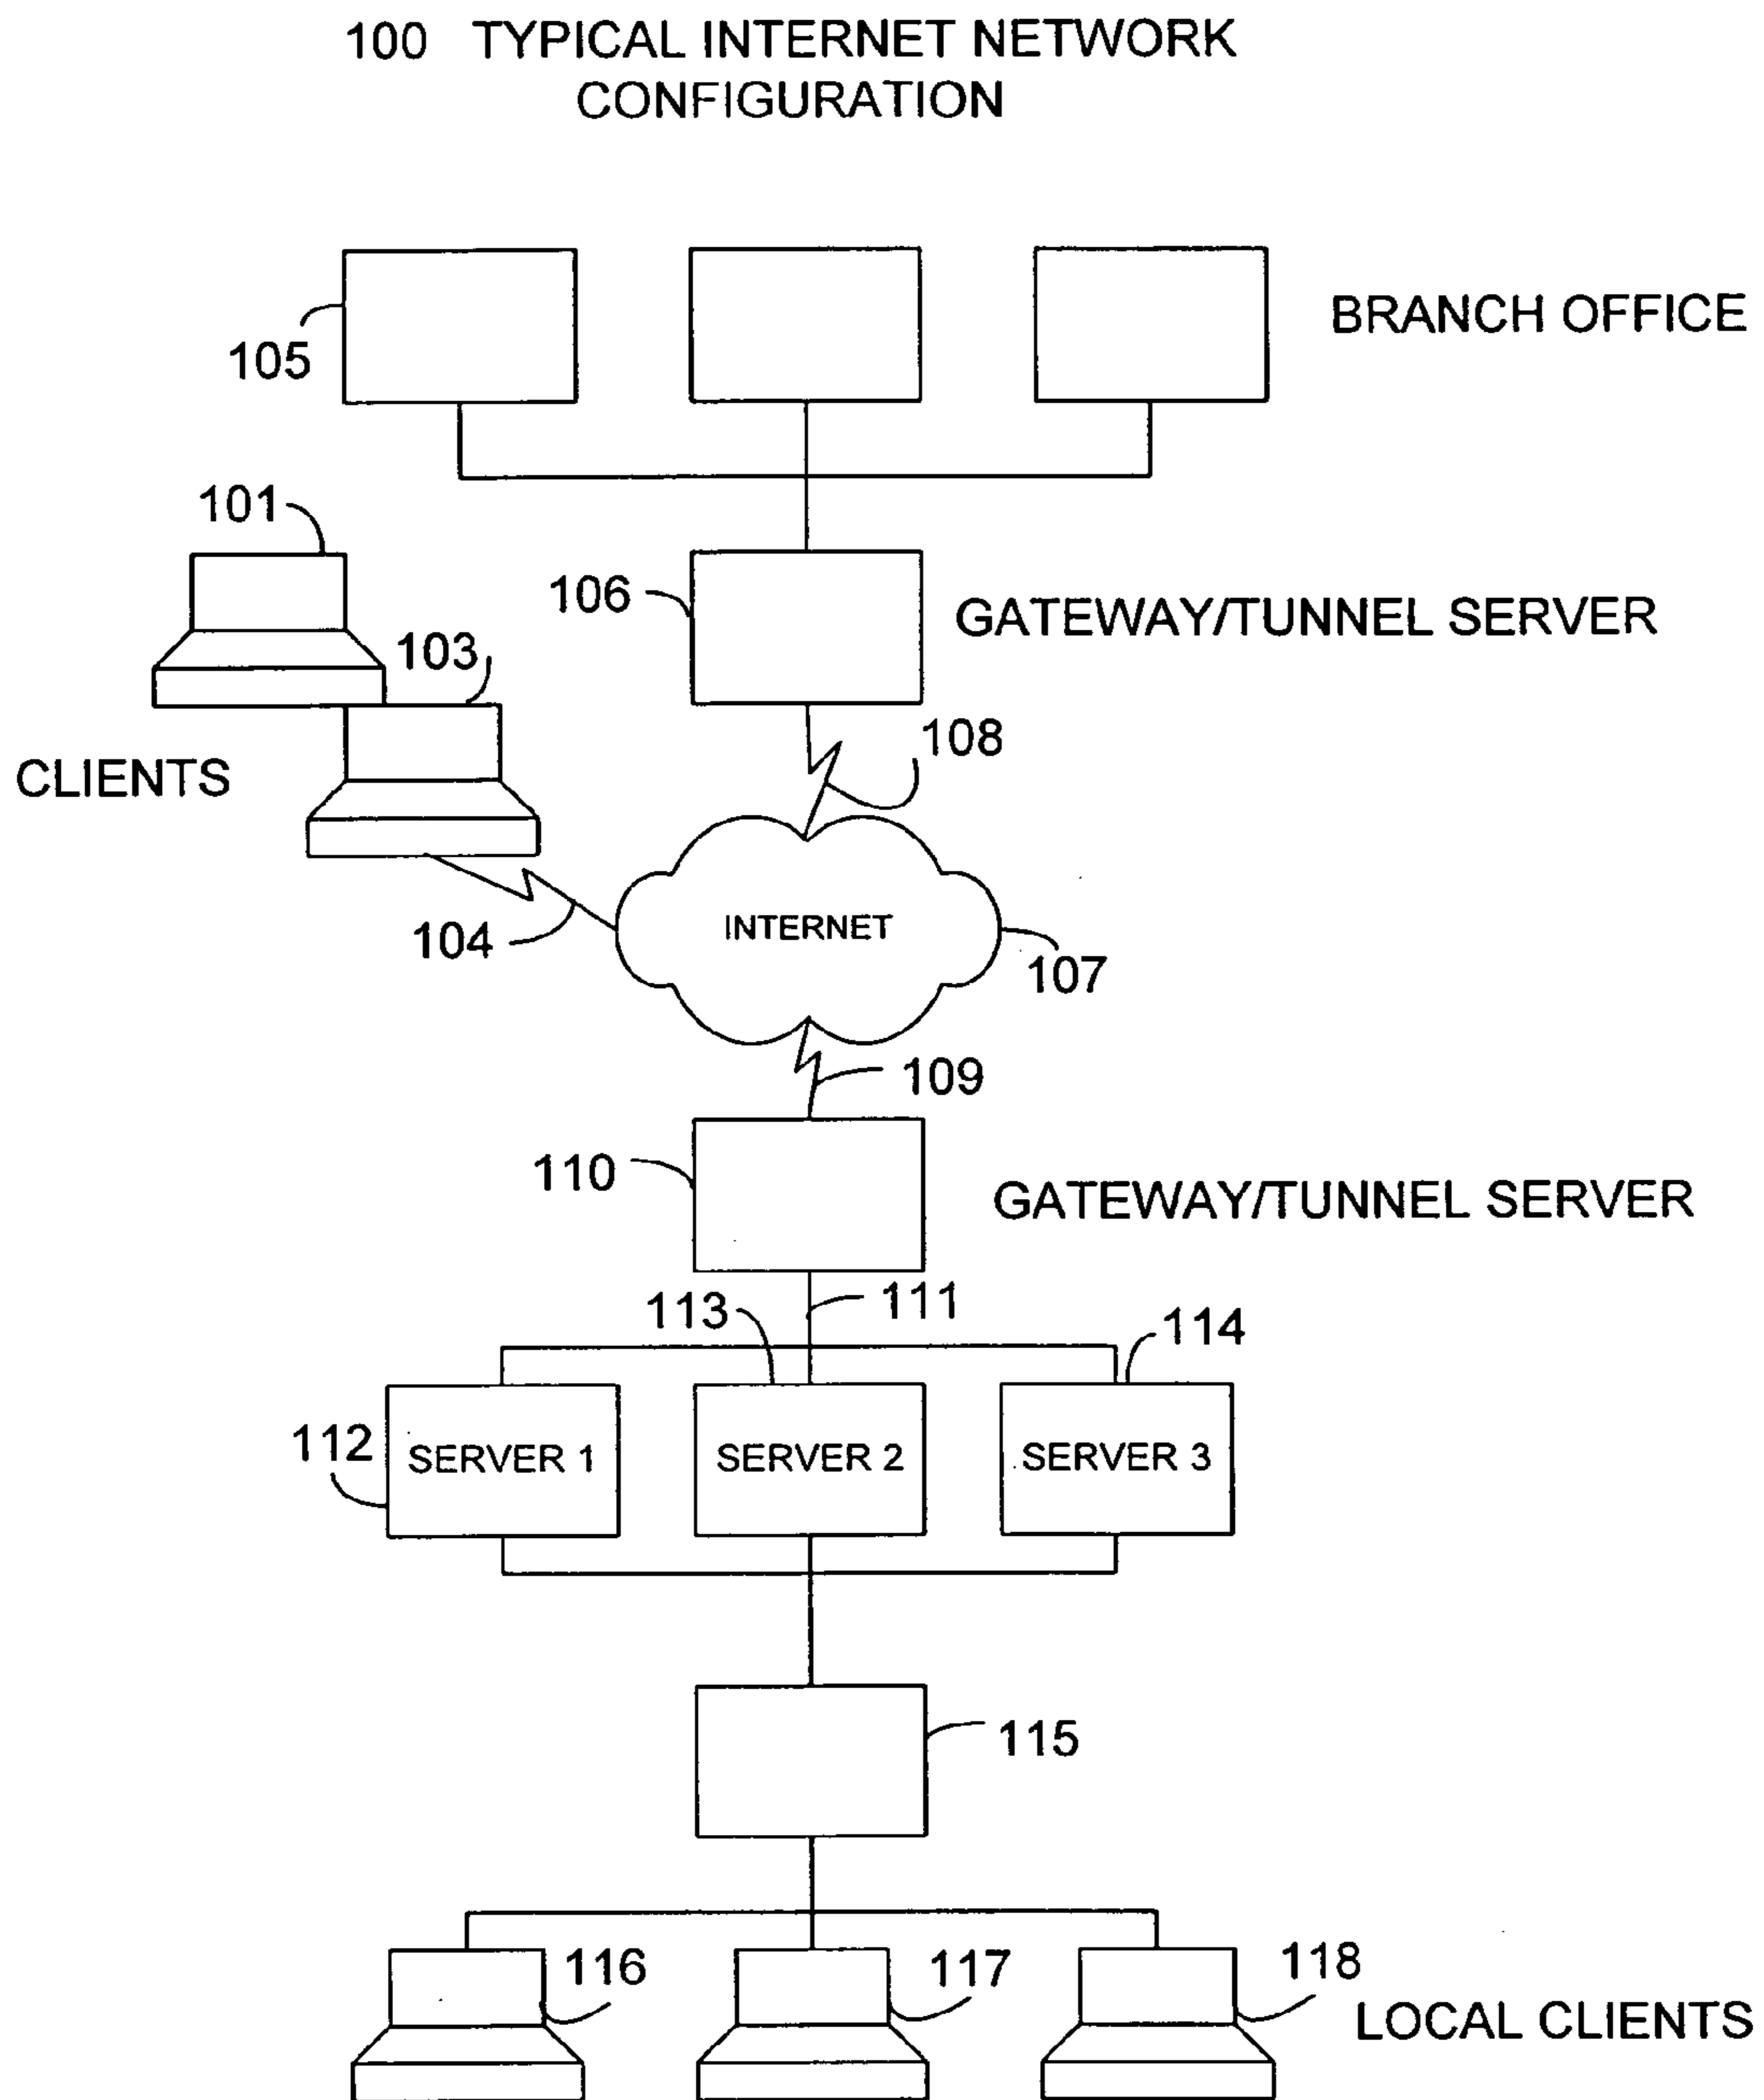 100 TYPICAL INTERNET NETWORK
CONFIGURATION
BRANCH OFFICE
105
101
106
GATEWAY/TUNNEL SERVER
103
108
CLIENTS
INTERNET
104
107
109
110
GATEWAY/TUNNEL SERVER
113
111
114
112
SERVER 1
SERVER 2
SERVER 3
115
116
117
118
LOCAL CLIENTS